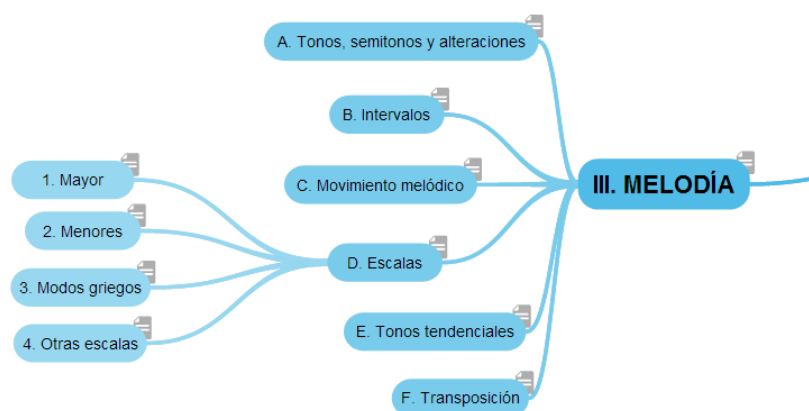 III. MELODÍA
A. Tonos, semitonos y alteraciones
B. Intervalos
C. Movimiento melódico
D. Escalas
1. Mayor
2. Menores
3. Modos griegos
4. Otras escalas
E. Tonos tendenciales
F. Transposición